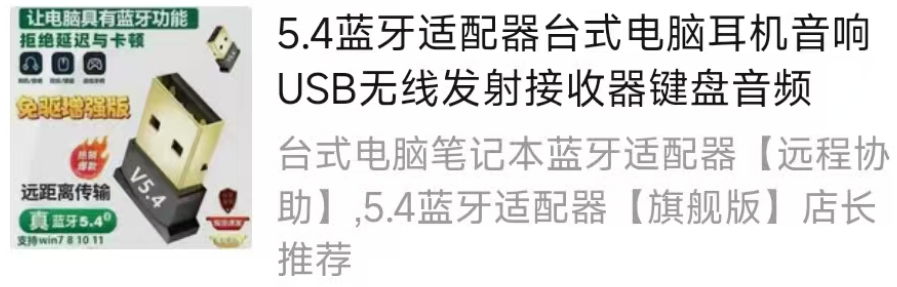 让电脑具有蓝牙功能
拒绝延迟与卡顿
免驱增强版
热销
爆款
远距离传输
V5.4
真 蓝牙5.4
支持win7 8 10 11
5.4蓝牙适配器台式电脑耳机音响
USB无线发射接收器键盘音频
台式电脑笔记本蓝牙适配器【远程协
助】,5.4蓝牙适配器【旗舰版】店长
推荐